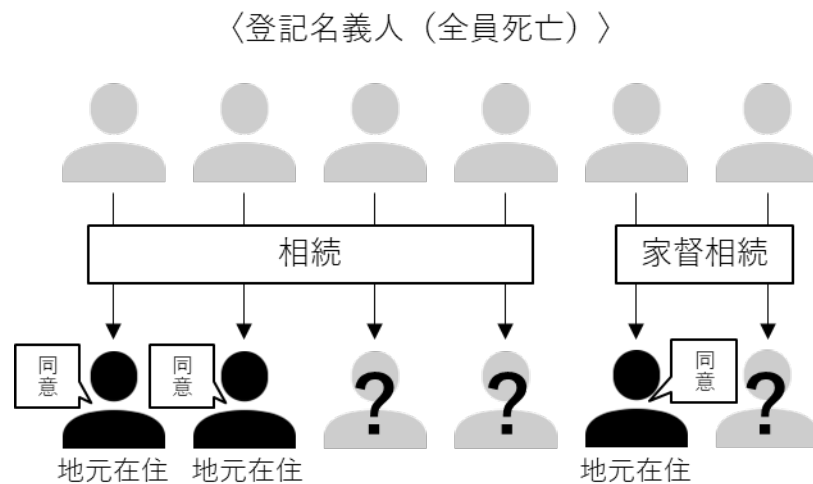 〈登記名義人（全員死亡）〉
相続
家督相続
同意
同意
?
?
同意
?
地元在住
地元在住
地元在住